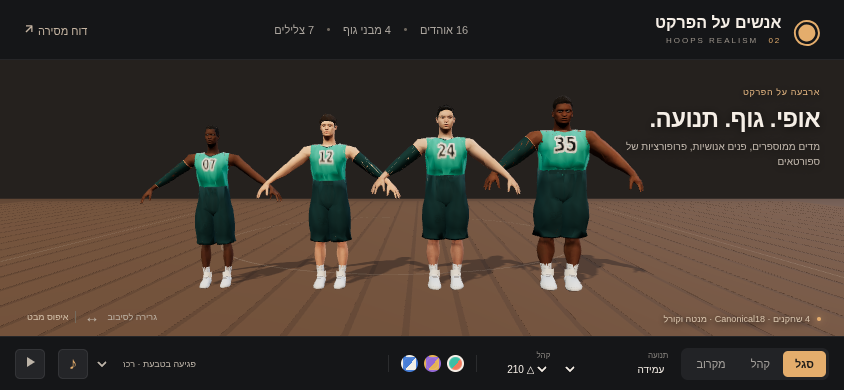 אנשים על הפרקט
HOOPS REALISM 02
16 אוהדים • 4 מבני גוף • 7 צלילים
דוח מסירה ↗
ארבעה על הפרקט
אופי. גוף. תנועה.
מדים ממוספרים, פנים אנושיות, פרופורציות של
ספורטאים
07
12
24
35
4 שחקנים · Canonical18 · מנטה וקורל
גרירה לסיבוב ↔ איפוס מבט
סגל
קהל
מקרוב
תנועה
עמידה
קהל
210 △
פגיעה בטבעת · רכו